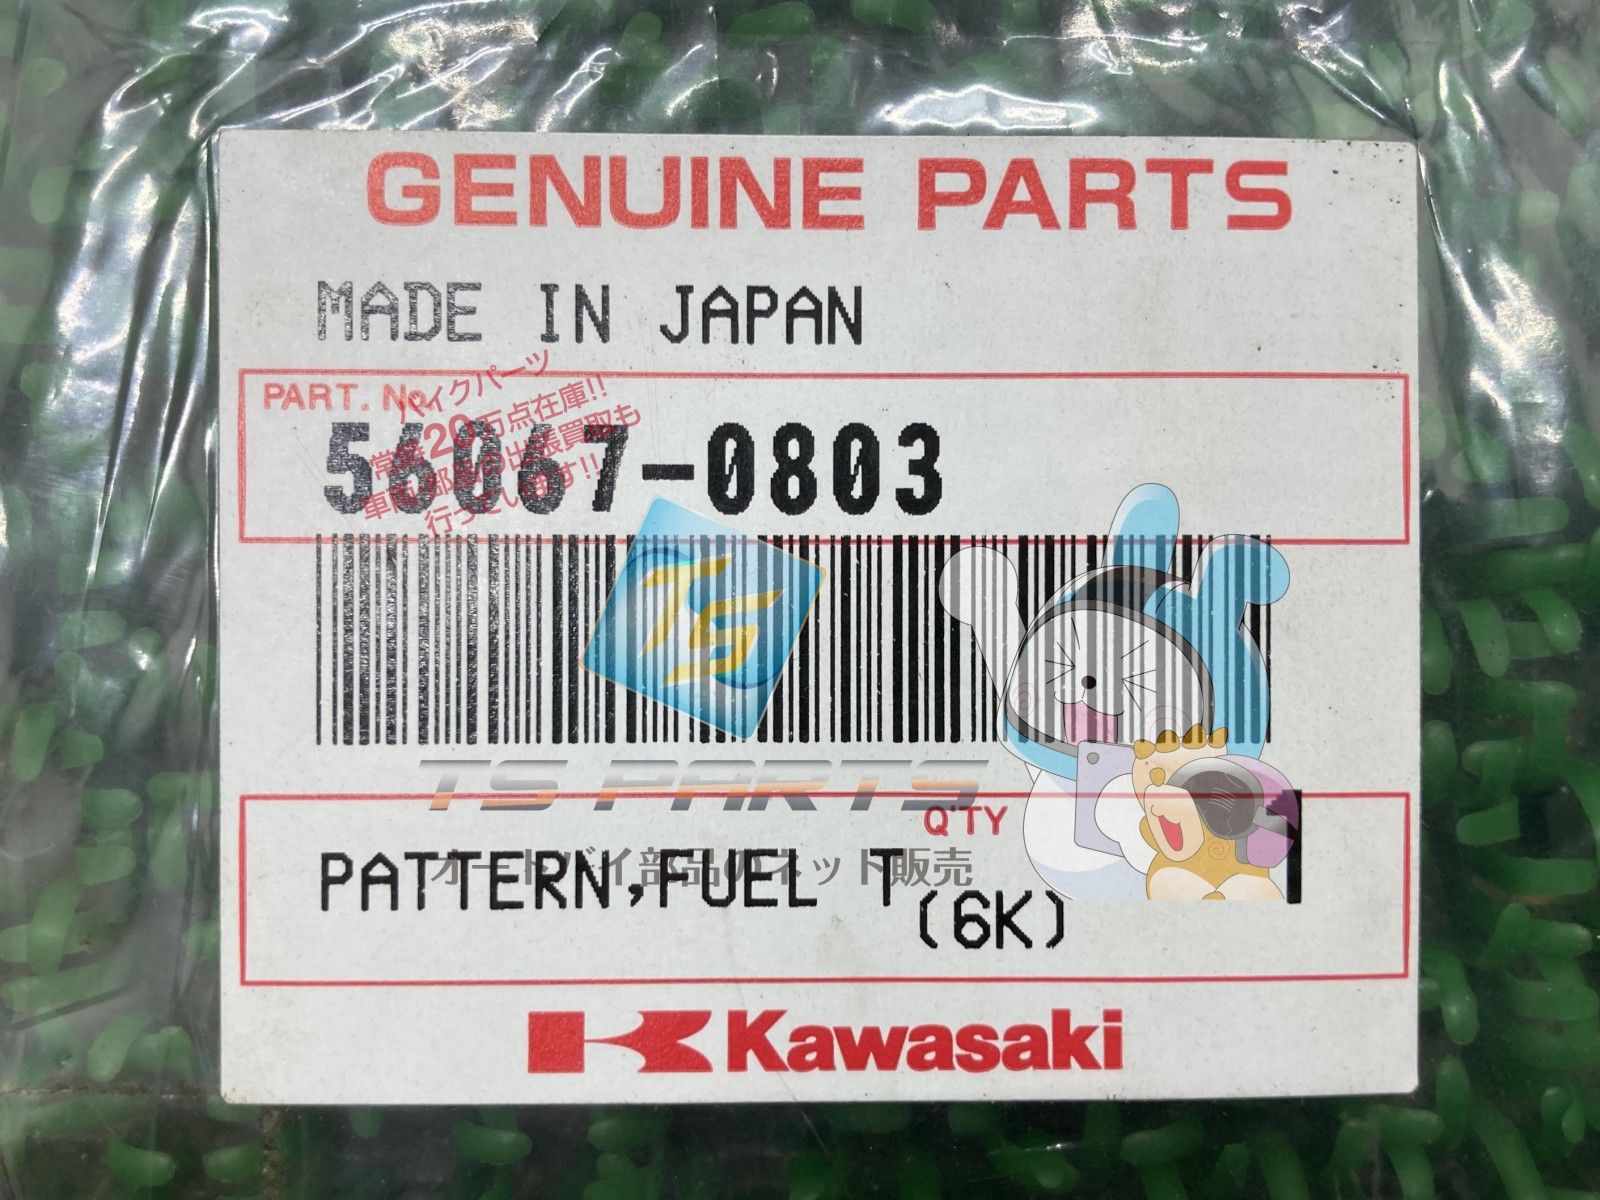 GENUINE PARTS
MADE IN JAPAN
PART. No.
56067-0803
バイクパーツ
常時20万点在庫!!
車両・部品の出張買取も
行っています!!
TS
TS PARTS
オートバイ部品のネット販売
Q'TY
1
PATTERN,FUEL T
(6K)
Kawasaki